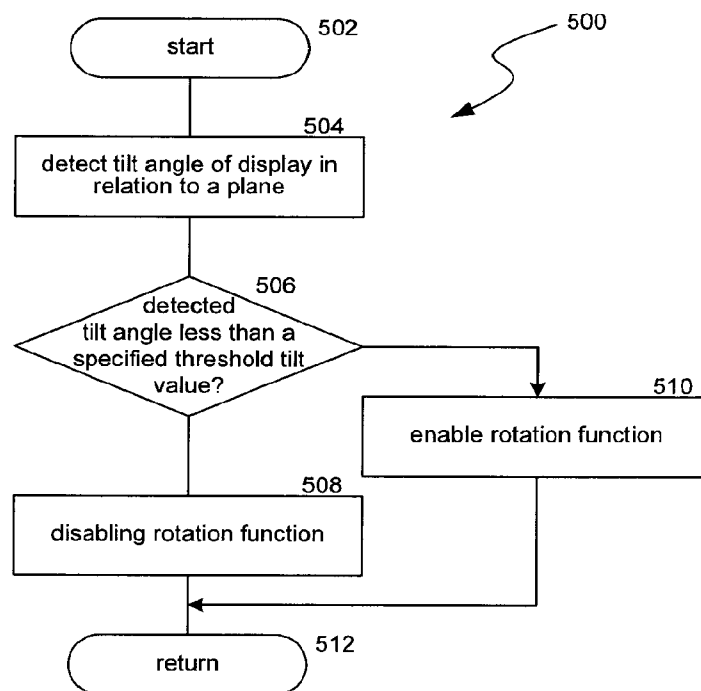 start
502
500
504
detect tilt angle of display in
relation to a plane
506
detected
tilt angle less than a
specified threshold tilt
value?
510
enable rotation function
508
disabling rotation function
512
return